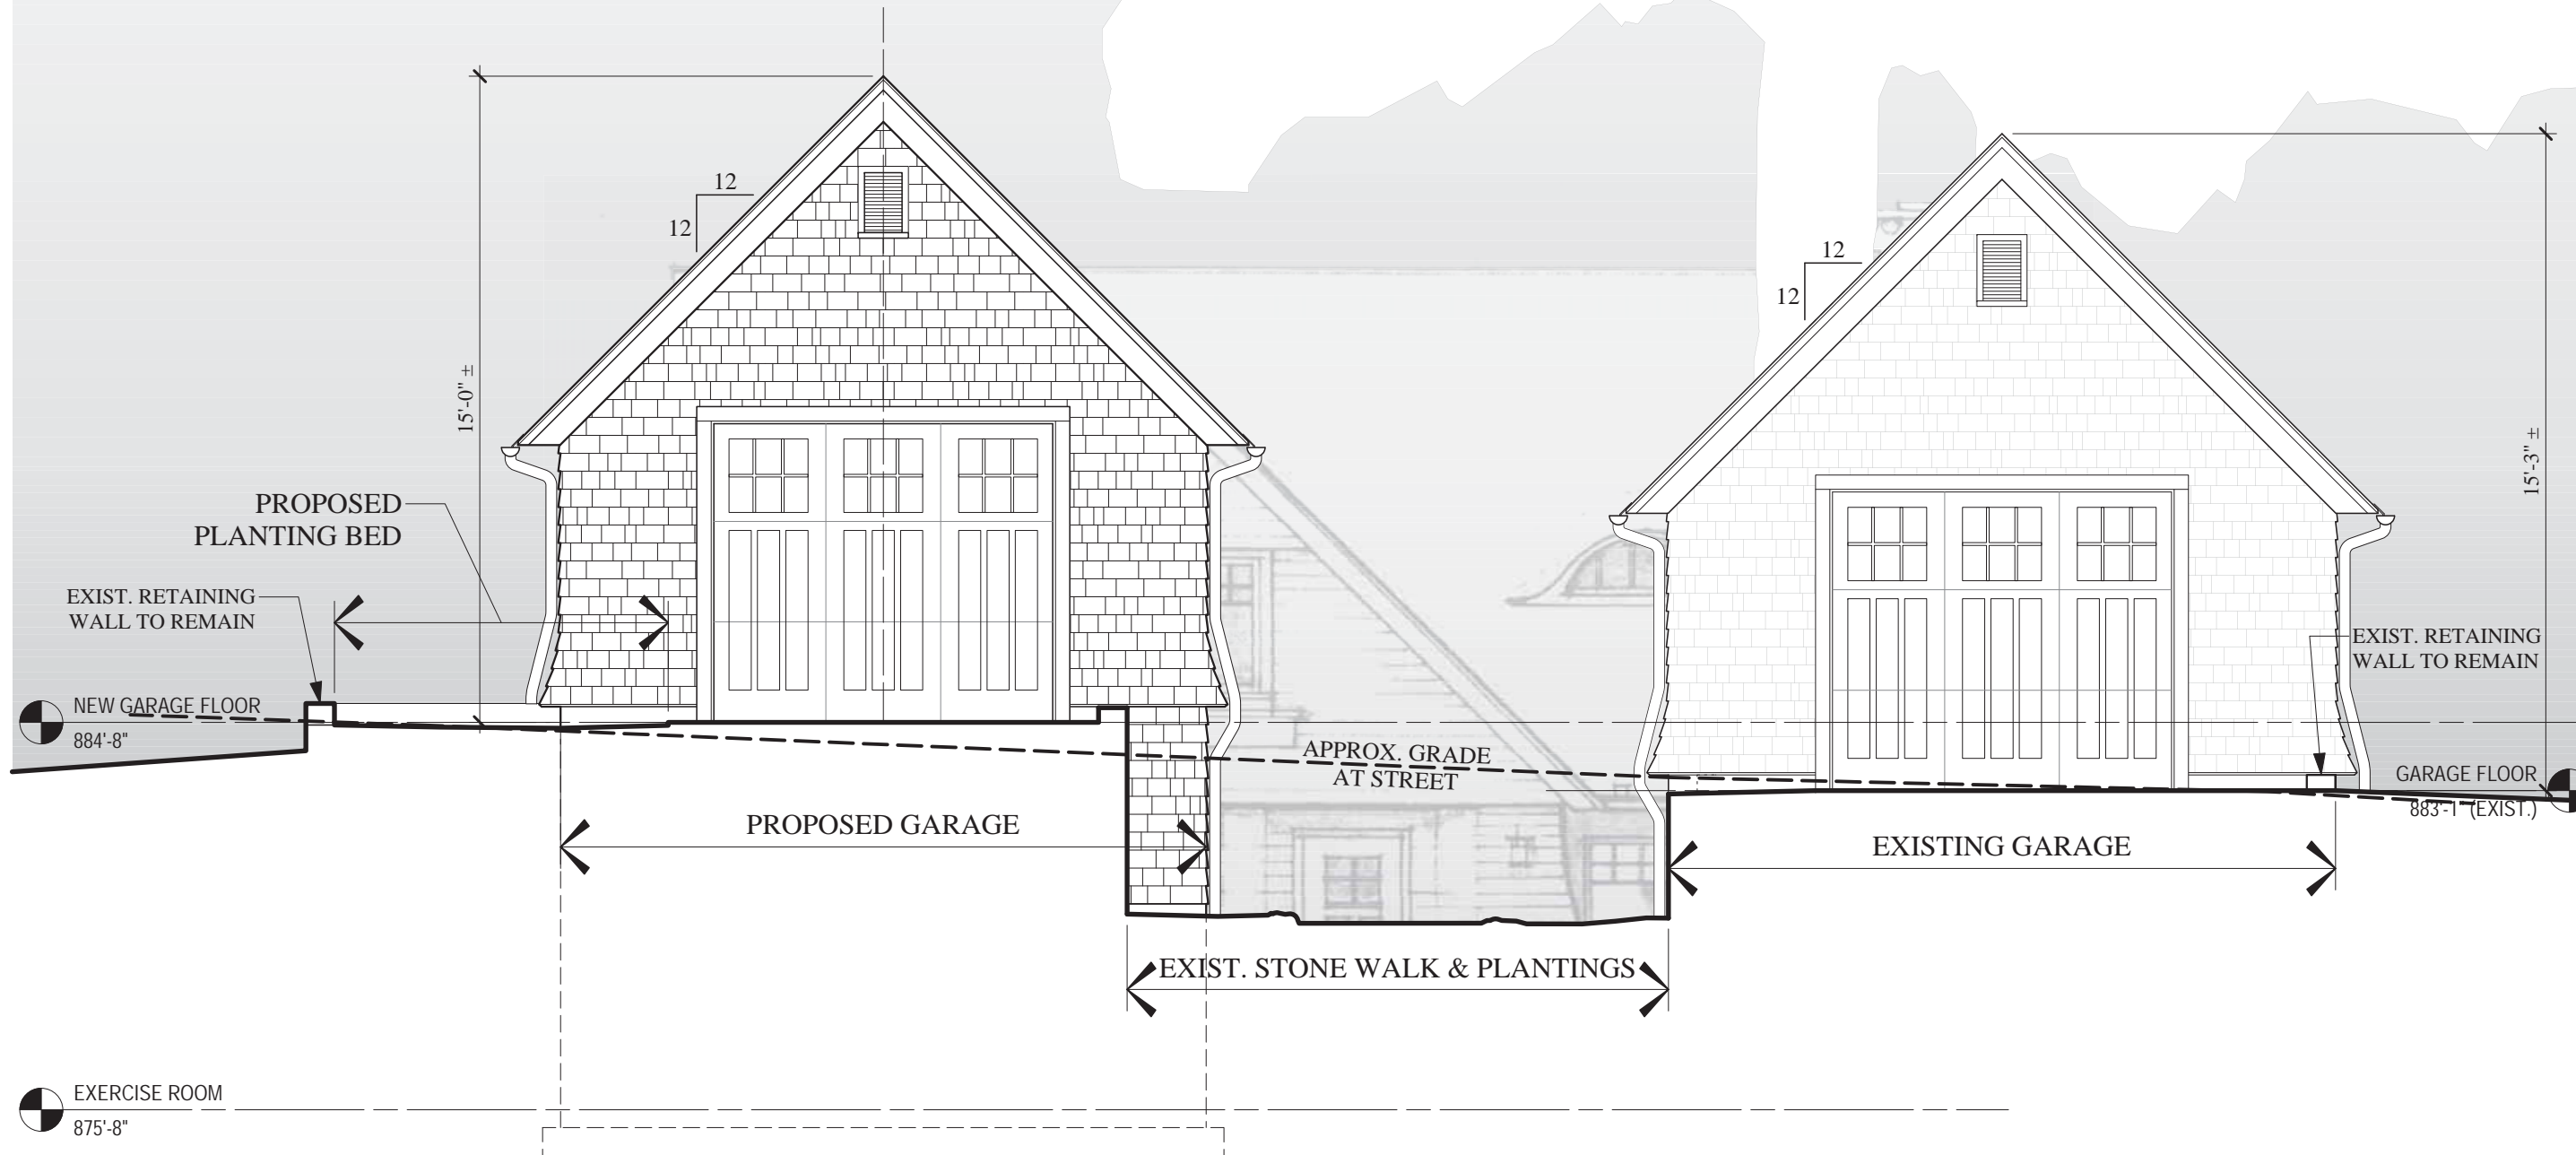 12
12
12
12
15'-0" ±
15'-3" ±
PROPOSED
PLANTING BED
EXIST. RETAINING
WALL TO REMAIN
EXIST. RETAINING
WALL TO REMAIN
NEW GARAGE FLOOR
884'-8"
APPROX. GRADE
AT STREET
GARAGE FLOOR
883'-1" (EXIST.)
PROPOSED GARAGE
EXISTING GARAGE
EXIST. STONE WALK & PLANTINGS
EXERCISE ROOM
875'-8"